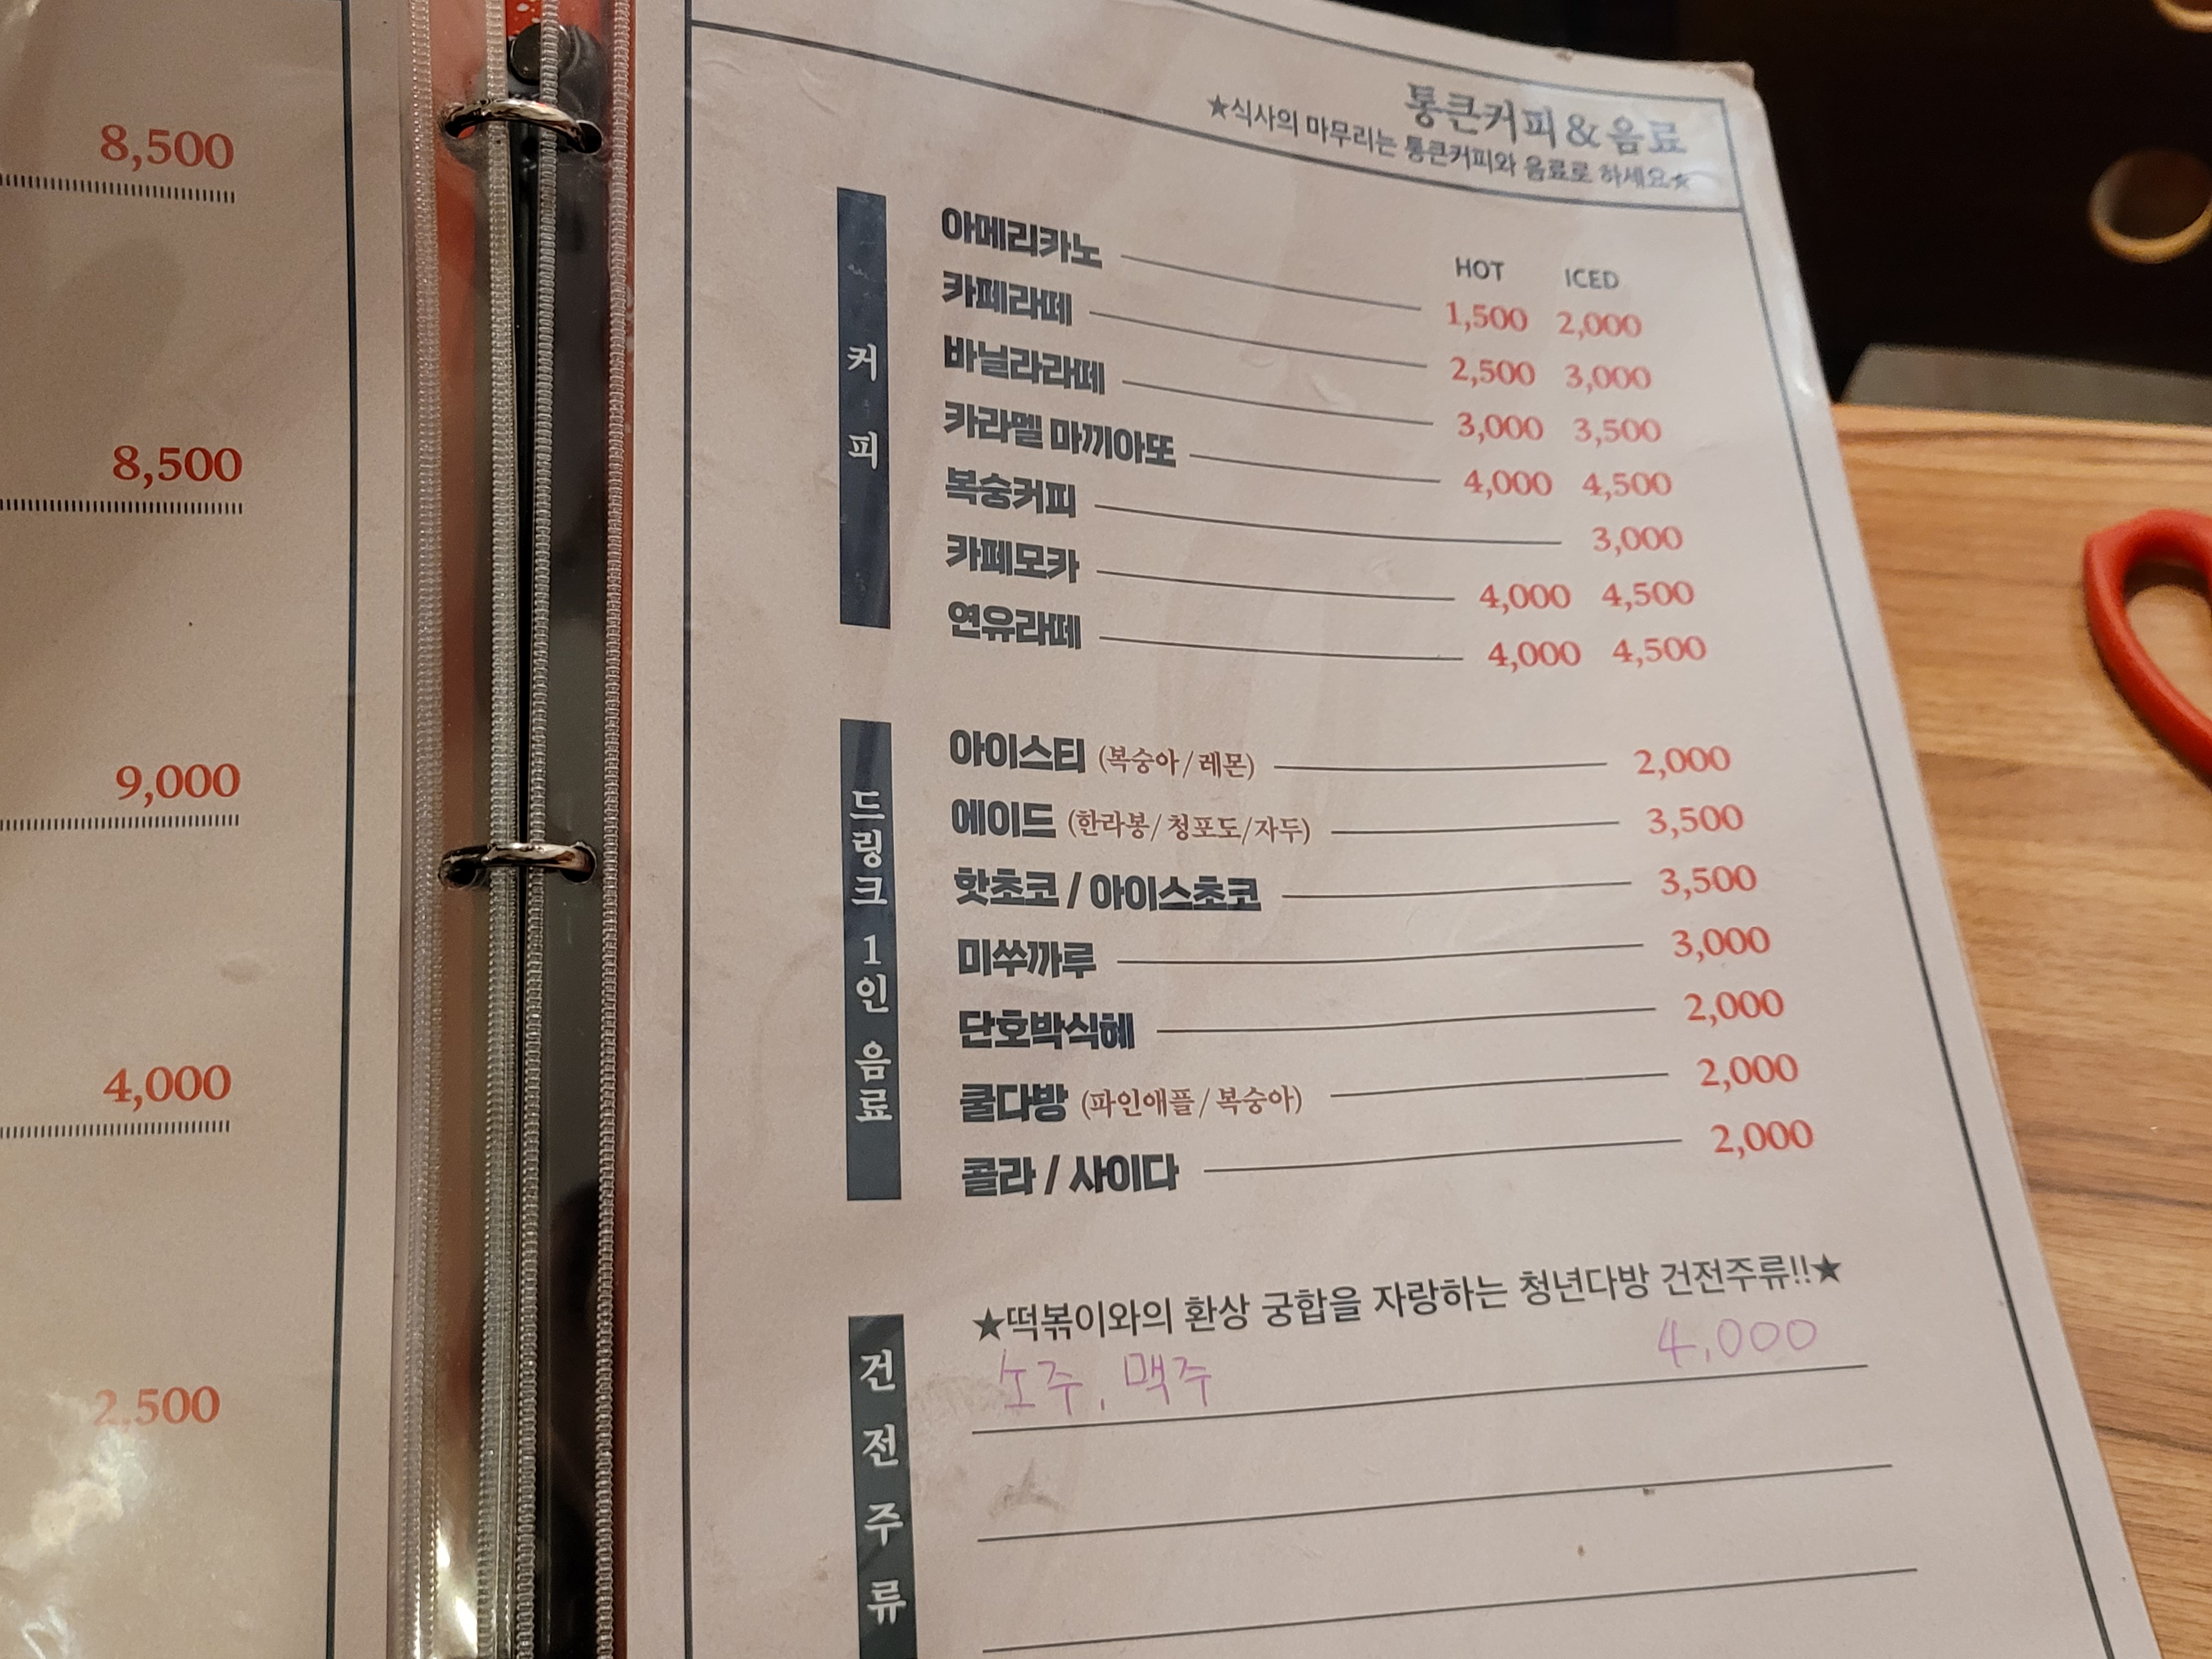 8,500
8,500
9,000
4,000
2,500
통큰커피&음료
★식사의 마무리는 통큰커피와 음료로 하세요★
커피
HOT ICED
아메리카노 1,500 2,000
카페라떼 2,500 3,000
바닐라라떼 3,000 3,500
카라멜 마끼아또 4,000 4,500
복숭커피 3,000
카페모카 4,000 4,500
연유라떼 4,000 4,500
드링크 1인 음료
아이스티 (복숭아/레몬) 2,000
에이드 (한라봉/청포도/자두) 3,500
핫초코 / 아이스초코 3,500
미쑤까루 3,000
단호박식혜 2,000
쿨다방 (파인애플/복숭아) 2,000
콜라 / 사이다 2,000
건전주류
★떡볶이와의 환상 궁합을 자랑하는 청년다방 건전주류!!★
소주, 맥주 4,000